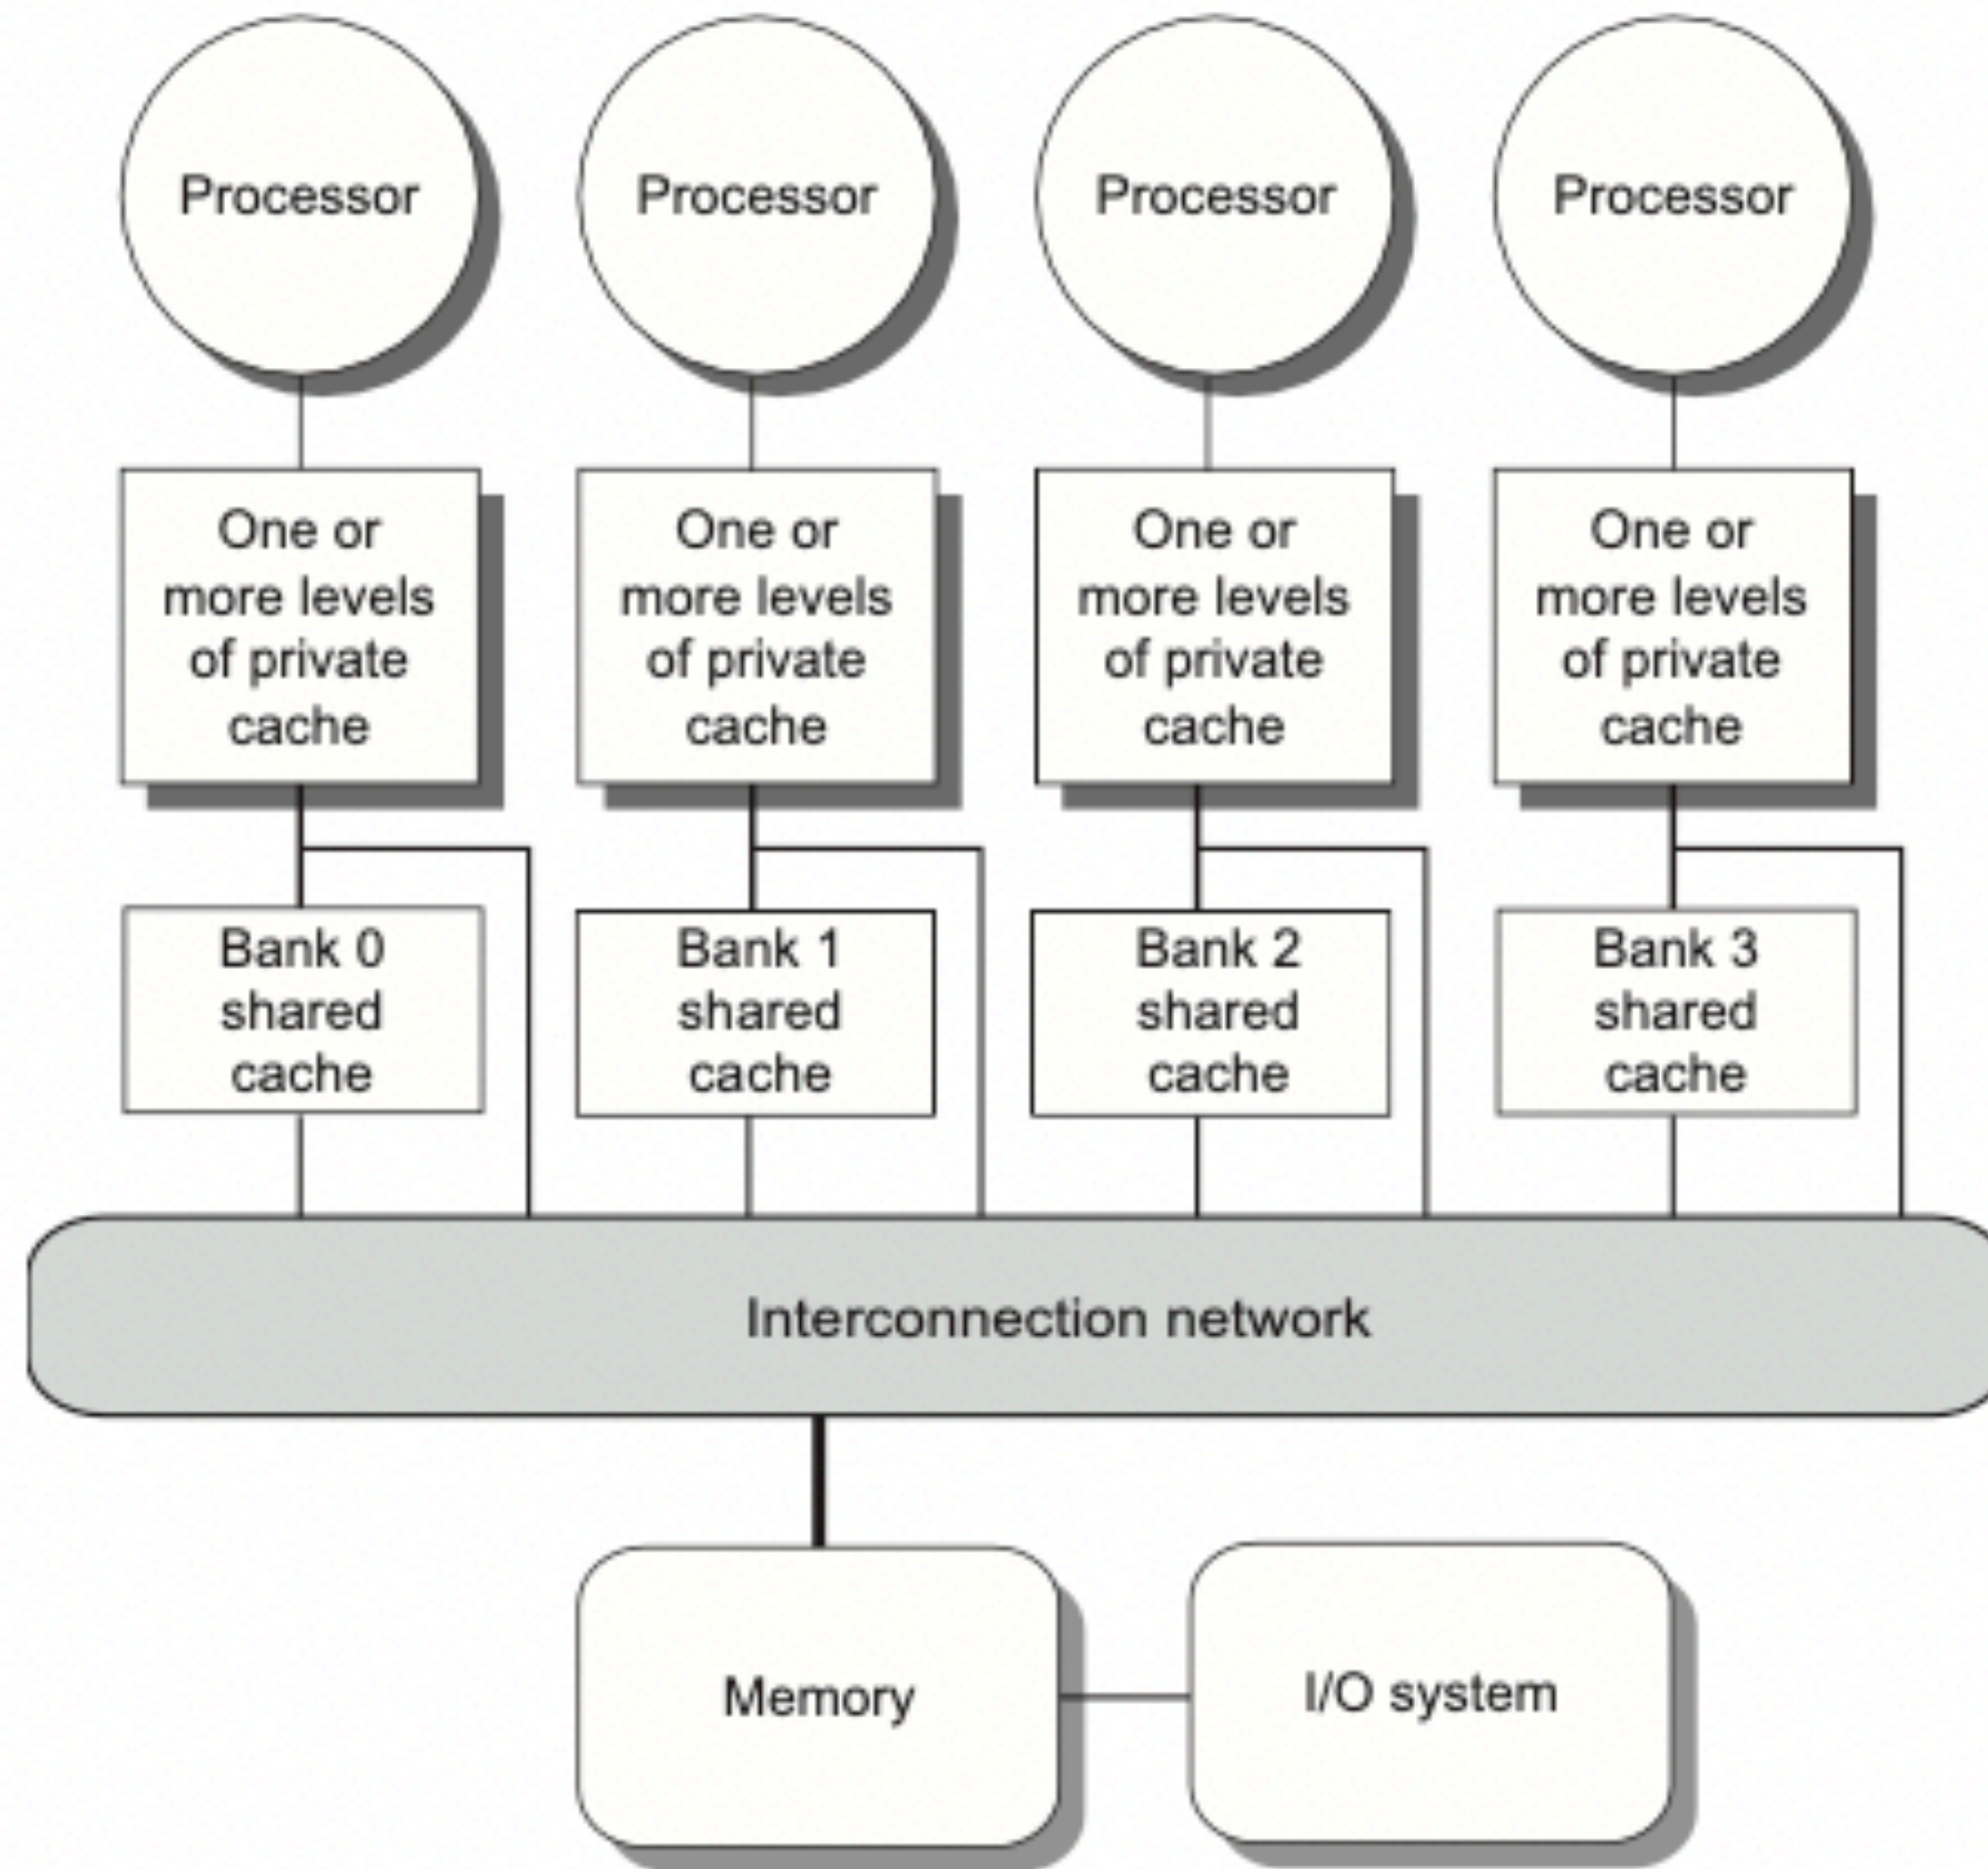 Processor
Processor
Processor
Processor
One or
more levels
of private
cache
One or
more levels
of private
cache
One or
more levels
of private
cache
One or
more levels
of private
cache
Bank 0
shared
cache
Bank 1
shared
cache
Bank 2
shared
cache
Bank 3
shared
cache
Interconnection network
Memory
I/O system